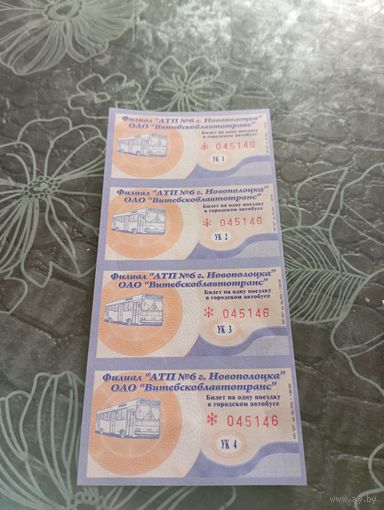 Филиал "АТП №6 г. Новополоцка"
ОАО "Витебскоблавтотранс"
Билет на одну поездку
в городском автобусе
* 045146
УК 1
Филиал "АТП №6 г. Новополоцка"
ОАО "Витебскоблавтотранс"
Билет на одну поездку
в городском автобусе
* 045146
УК 2
Филиал "АТП №6 г. Новополоцка"
ОАО "Витебскоблавтотранс"
Билет на одну поездку
в городском автобусе
* 045146
УК 3
Филиал "АТП №6 г. Новополоцка"
ОАО "Витебскоблавтотранс"
Билет на одну поездку
в городском автобусе
* 045146
УК 4
www.ay.by